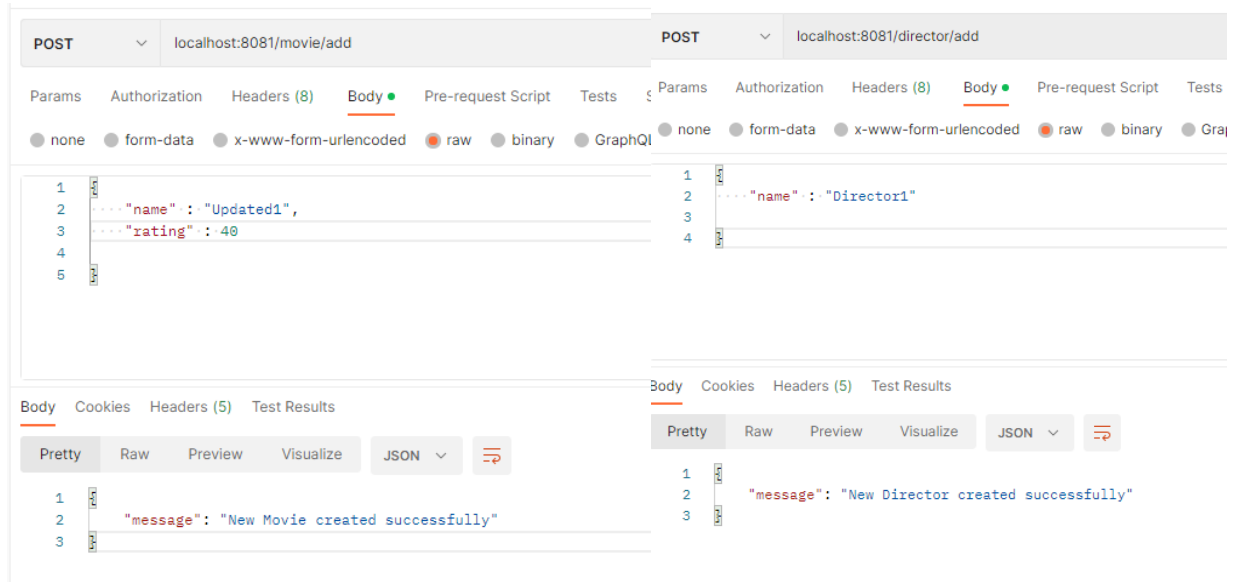 POST localhost:8081/movie/add
Params Authorization Headers (8) Body Pre-request Script Tests
none form-data x-www-form-urlencoded raw binary GraphQL
1 {
2 "name" : "Updated1",
3 "rating" : 40
4
5 }
Body Cookies Headers (5) Test Results
Pretty Raw Preview Visualize JSON
1 {
2 "message": "New Movie created successfully"
3 }
POST localhost:8081/director/add
Params Authorization Headers (8) Body Pre-request Script Tests
none form-data x-www-form-urlencoded raw binary Gra
1 {
2 "name" : "Director1"
3
4 }
Body Cookies Headers (5) Test Results
Pretty Raw Preview Visualize JSON
1 {
2 "message": "New Director created successfully"
3 }